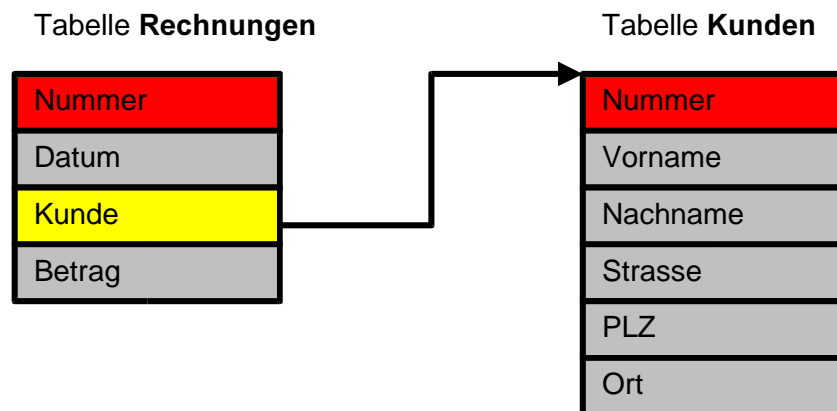 Tabelle Rechnungen
Nummer
Datum
Kunde
Betrag
Tabelle Kunden
Nummer
Vorname
Nachname
Strasse
PLZ
Ort